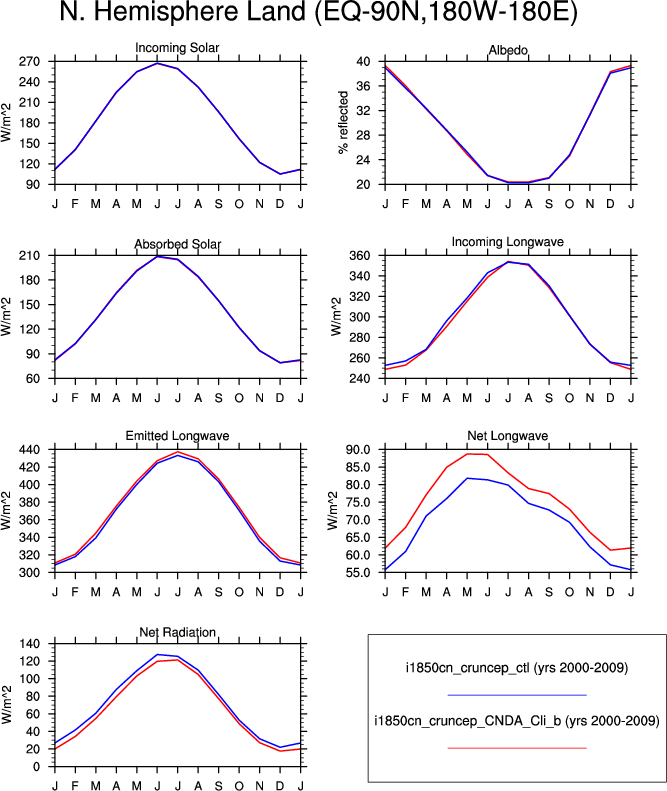 N. Hemisphere Land (EQ-90N,180W-180E)
Incoming Solar
W/m^2
270
240
210
180
150
120
90
J F M A M J J A S O N D J
Albedo
% reflected
40
36
32
28
24
20
J F M A M J J A S O N D J
Absorbed Solar
W/m^2
210
180
150
120
90
60
J F M A M J J A S O N D J
Incoming Longwave
W/m^2
360
340
320
300
280
260
240
J F M A M J J A S O N D J
Emitted Longwave
W/m^2
440
420
400
380
360
340
320
300
J F M A M J J A S O N D J
Net Longwave
W/m^2
90.0
85.0
80.0
75.0
70.0
65.0
60.0
55.0
J F M A M J J A S O N D J
Net Radiation
W/m^2
140
120
100
80
60
40
20
0
J F M A M J J A S O N D J
i1850cn_cruncep_ctl (yrs 2000-2009)
i1850cn_cruncep_CNDA_Cli_b (yrs 2000-2009)